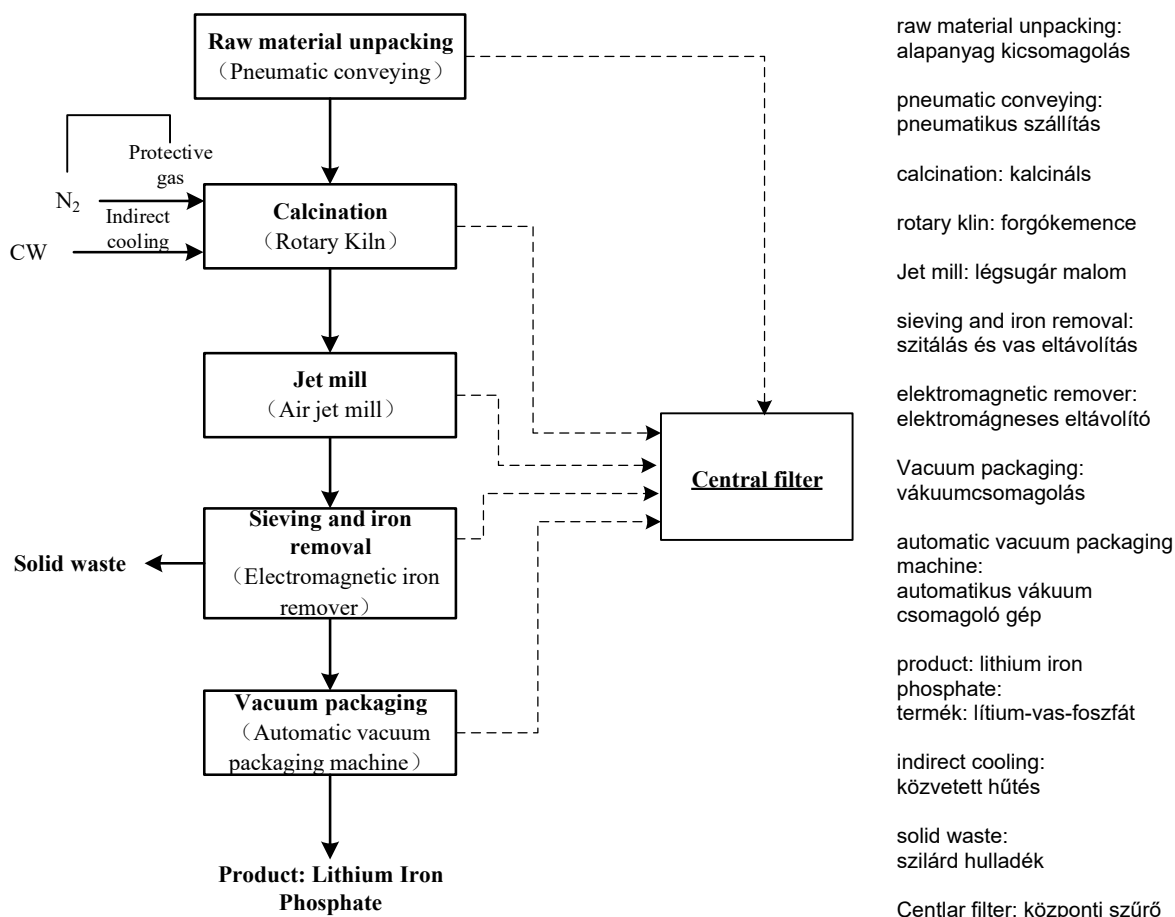 Raw material unpacking
（Pneumatic conveying）
Protective
gas
N₂
Indirect
cooling
CW
Calcination
（Rotary Kiln）
Jet mill
（Air jet mill）
Central filter
Sieving and iron
removal
（Electromagnetic iron
remover）
Solid waste
Vacuum packaging
（Automatic vacuum
packaging machine）
Product: Lithium Iron
Phosphate
raw material unpacking:
alapanyag kicsomagolás
pneumatic conveying:
pneumatikus szállítás
calcination: kalcináls
rotary klin: forgókemence
Jet mill: légsugár malom
sieving and iron removal:
szitálás és vas eltávolítás
elektromagnetic remover:
elektromágneses eltávolító
Vacuum packaging:
vákuumcsomagolás
automatic vacuum packaging
machine:
automatikus vákuum
csomagoló gép
product: lithium iron
phosphate:
termék: lítium-vas-foszfát
indirect cooling:
közvetett hűtés
solid waste:
szilárd hulladék
Centlar filter: központi szűrő